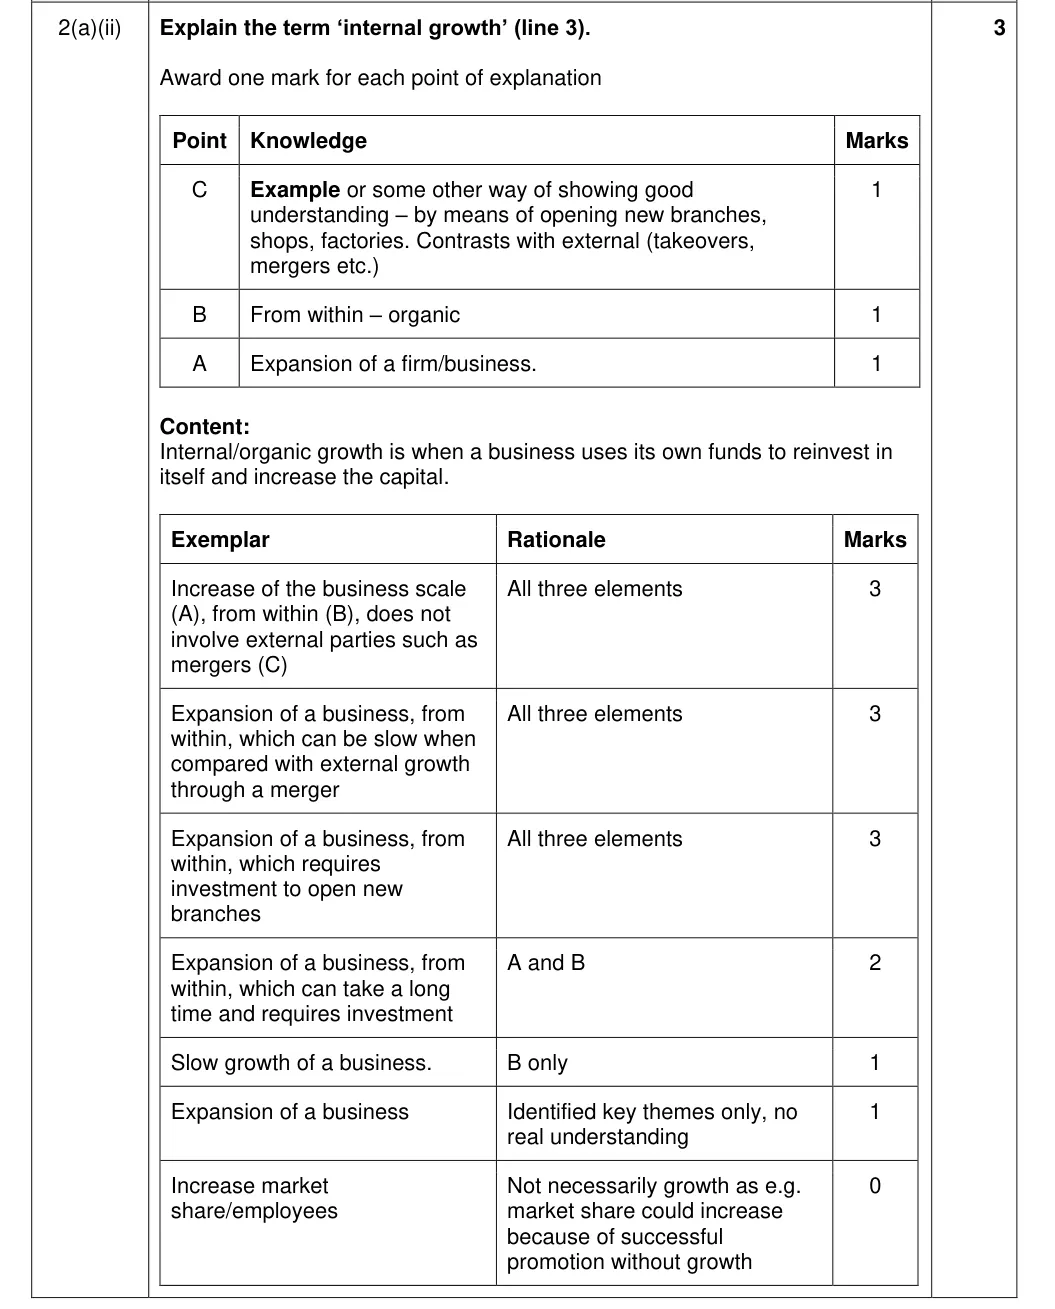 2(a)(ii) Explain the term ‘internal growth’ (line 3). 3
Award one mark for each point of explanation
Point Knowledge Marks
C Example or some other way of showing good 1
understanding – by means of opening new branches,
shops, factories. Contrasts with external (takeovers,
mergers etc.)
B From within – organic 1
A Expansion of a firm/business. 1
Content:
Internal/organic growth is when a business uses its own funds to reinvest in
itself and increase the capital.
Exemplar Rationale Marks
Increase of the business scale All three elements 3
(A), from within (B), does not
involve external parties such as
mergers (C)
Expansion of a business, from All three elements 3
within, which can be slow when
compared with external growth
through a merger
Expansion of a business, from All three elements 3
within, which requires
investment to open new
branches
Expansion of a business, from A and B 2
within, which can take a long
time and requires investment
Slow growth of a business. B only 1
Expansion of a business Identified key themes only, no 1
real understanding
Increase market Not necessarily growth as e.g. 0
share/employees market share could increase
because of successful
promotion without growth